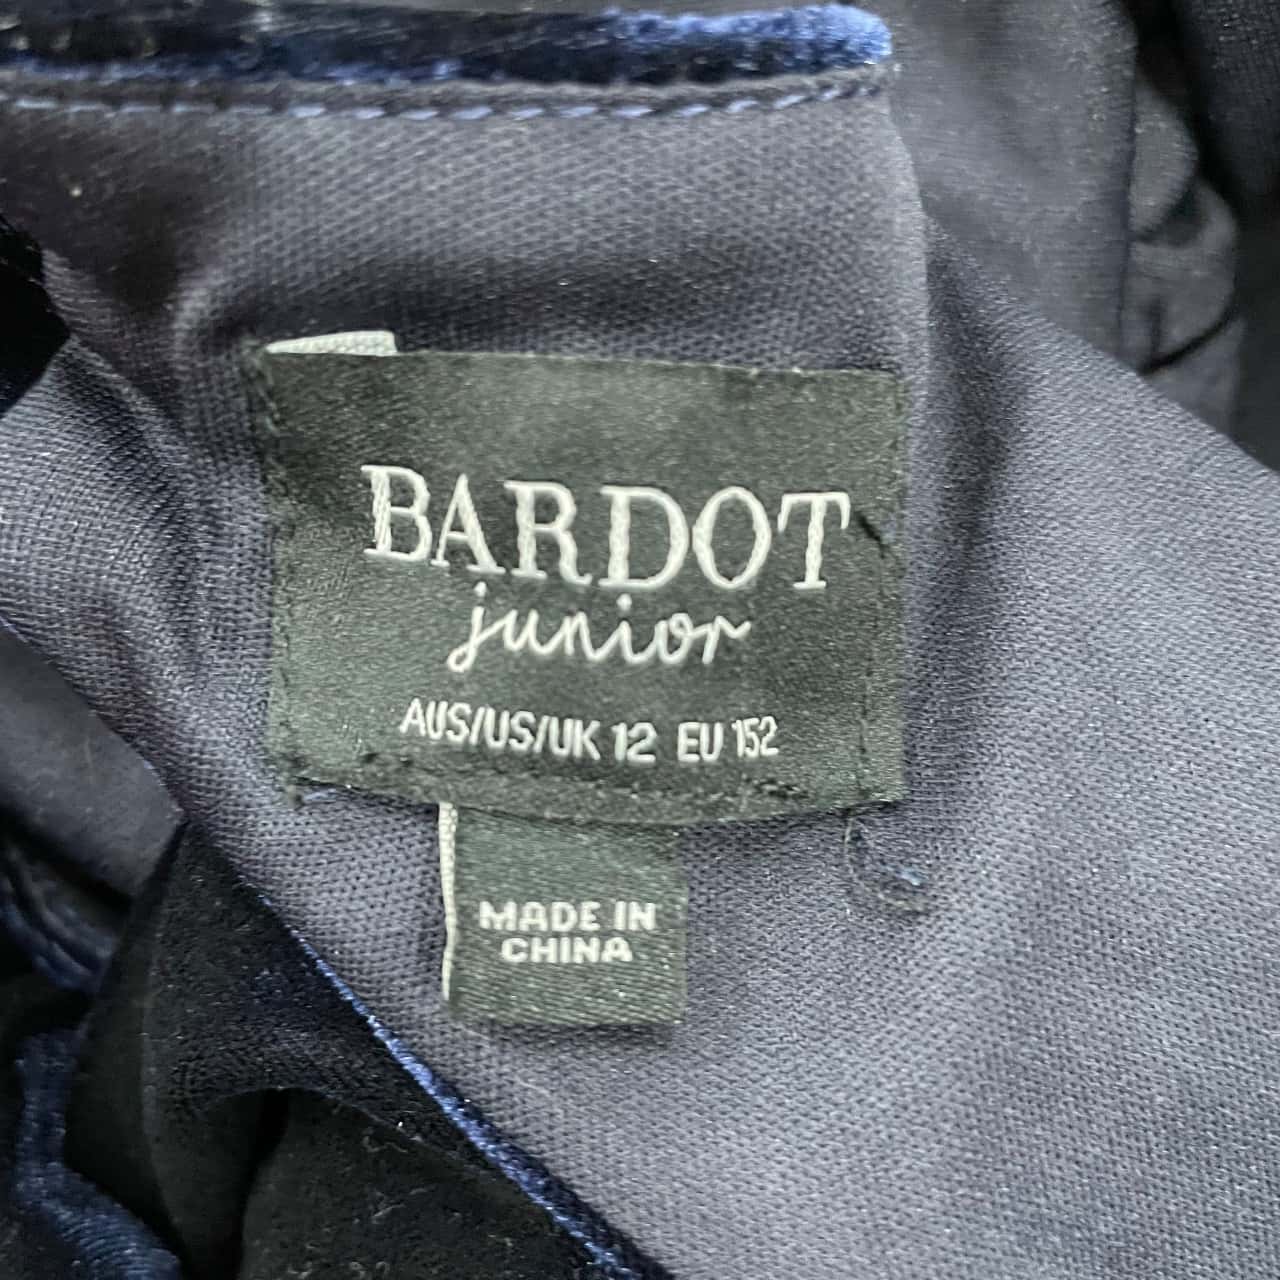 BARDOT
junior
AUS/US/UK 12 EU 152
MADE IN
CHINA